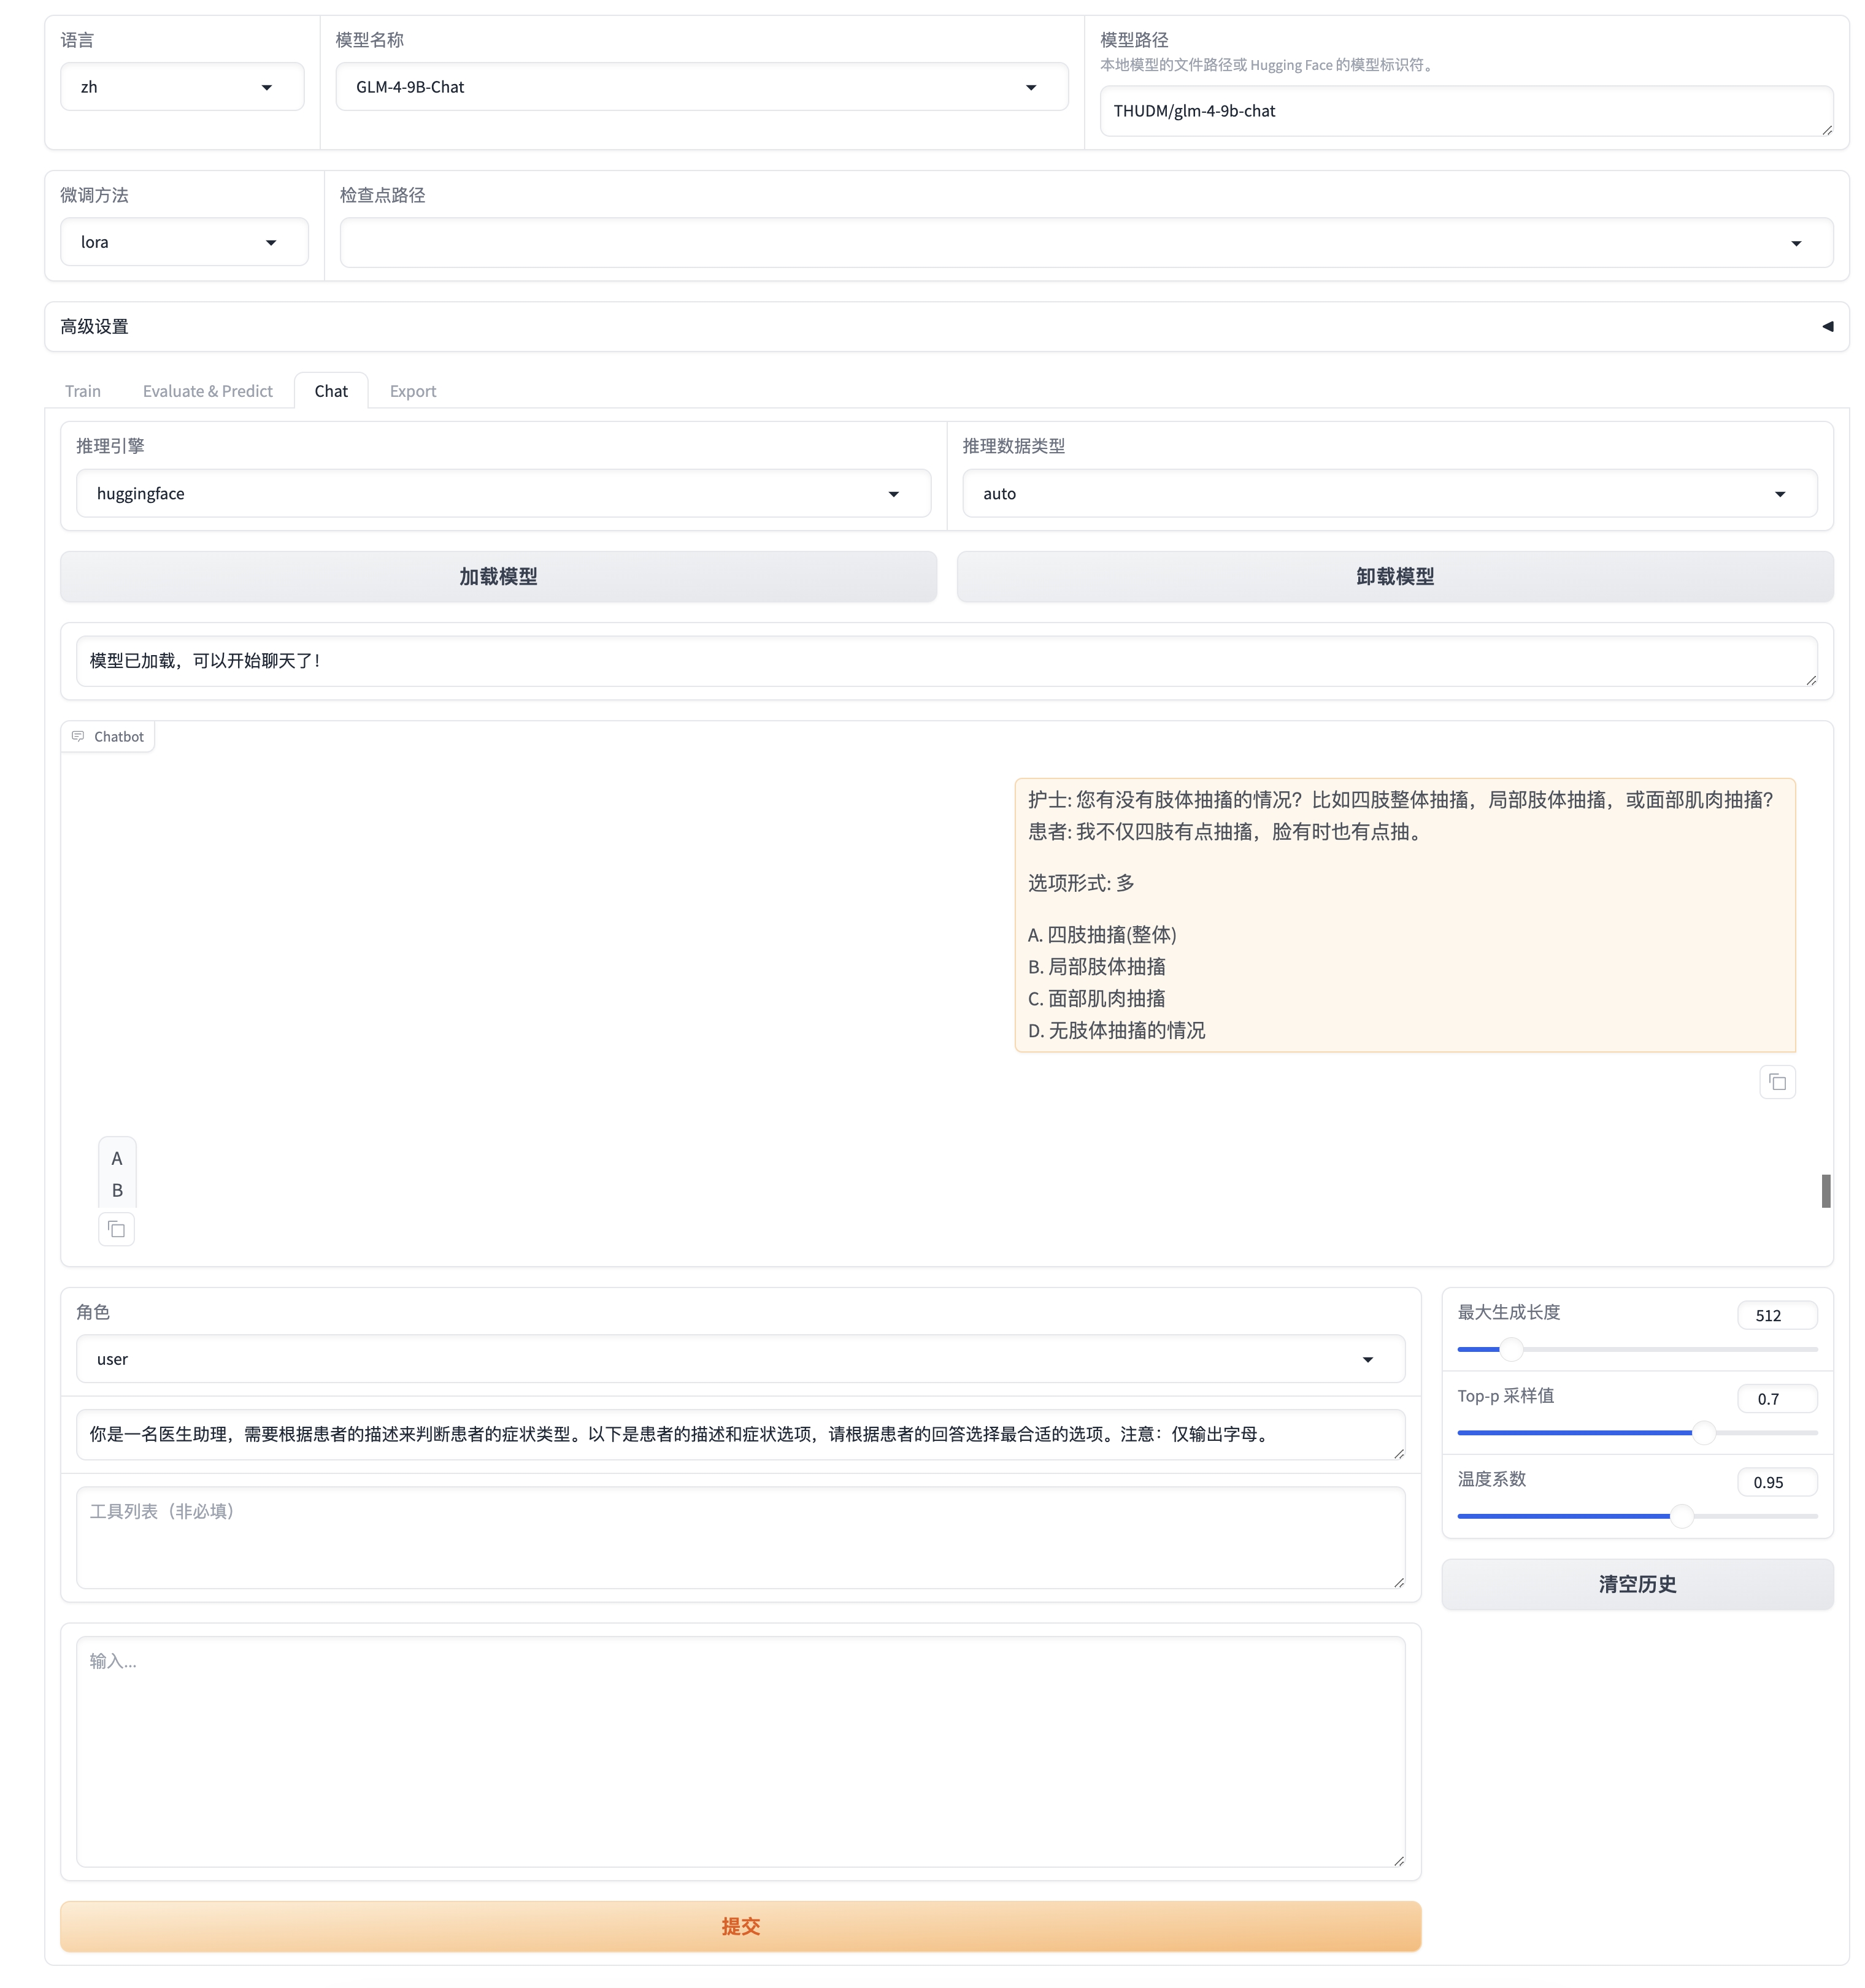 语言
zh
模型名称
GLM-4-9B-Chat
模型路径
本地模型的文件路径或 Hugging Face 的模型标识符。
THUDM/glm-4-9b-chat
微调方法
lora
检查点路径
高级设置
Train
Evaluate & Predict
Chat
Export
推理引擎
huggingface
推理数据类型
auto
加载模型
卸载模型
模型已加载，可以开始聊天了！
Chatbot
护士: 您有没有肢体抽搐的情况？比如四肢整体抽搐，局部肢体抽搐，或面部肌肉抽搐？
患者: 我不仅四肢有点抽搐，脸有时也有点抽。
选项形式: 多
A. 四肢抽搐(整体)
B. 局部肢体抽搐
C. 面部肌肉抽搐
D. 无肢体抽搐的情况
A
B
角色
user
你是一名医生助理，需要根据患者的描述来判断患者的症状类型。以下是患者的描述和症状选项，请根据患者的回答选择最合适的选项。注意：仅输出字母。
工具列表（非必填）
输入...
提交
最大生成长度
512
Top-p 采样值
0.7
温度系数
0.95
清空历史